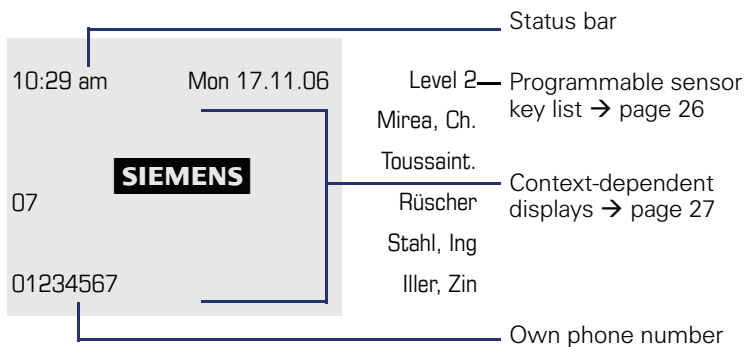 Status bar
10:29 am Mon 17.11.06 Level 2 Programmable sensor
key list → page 26
Mirea, Ch.
Toussaint.
SIEMENS
Context-dependent
displays → page 27
07 Rüscher
Stahl, Ing
01234567 Iller, Zin
Own phone number